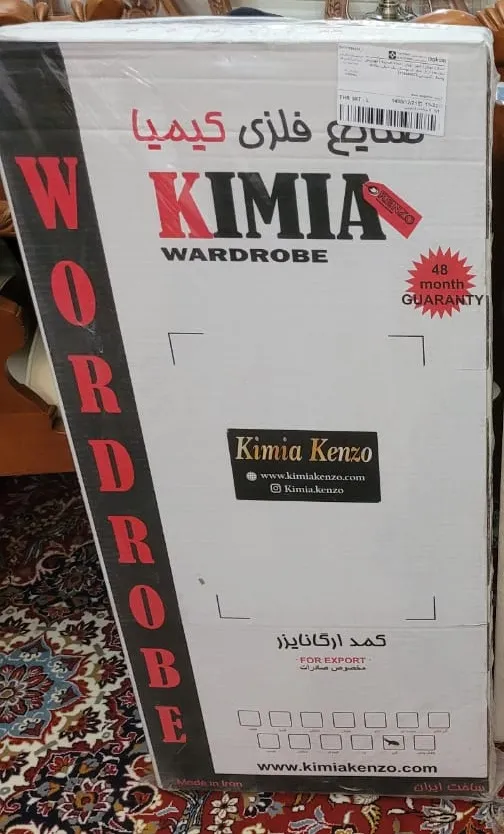 صنایع فلزی کیمیا
KIMIA
KENZO
WARDROBE
48
month
GUARANTY
WORDROBE
Kimia Kenzo
www.kimiakenzo.com
Kimia.kenzo
کمد ارگانایزر
FOR EXPORT
مخصوص صادرات
www.kimiakenzo.com
Made in Iron
ساخت ایران